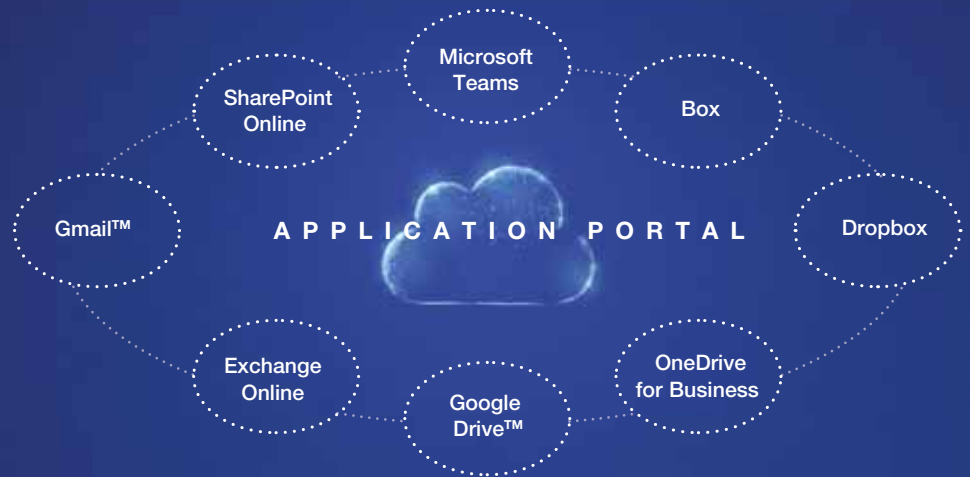 Microsoft
Teams
SharePoint
Online
Box
Gmail™
APPLICATION PORTAL
Dropbox
Exchange
Online
Google
Drive™
OneDrive
for Business